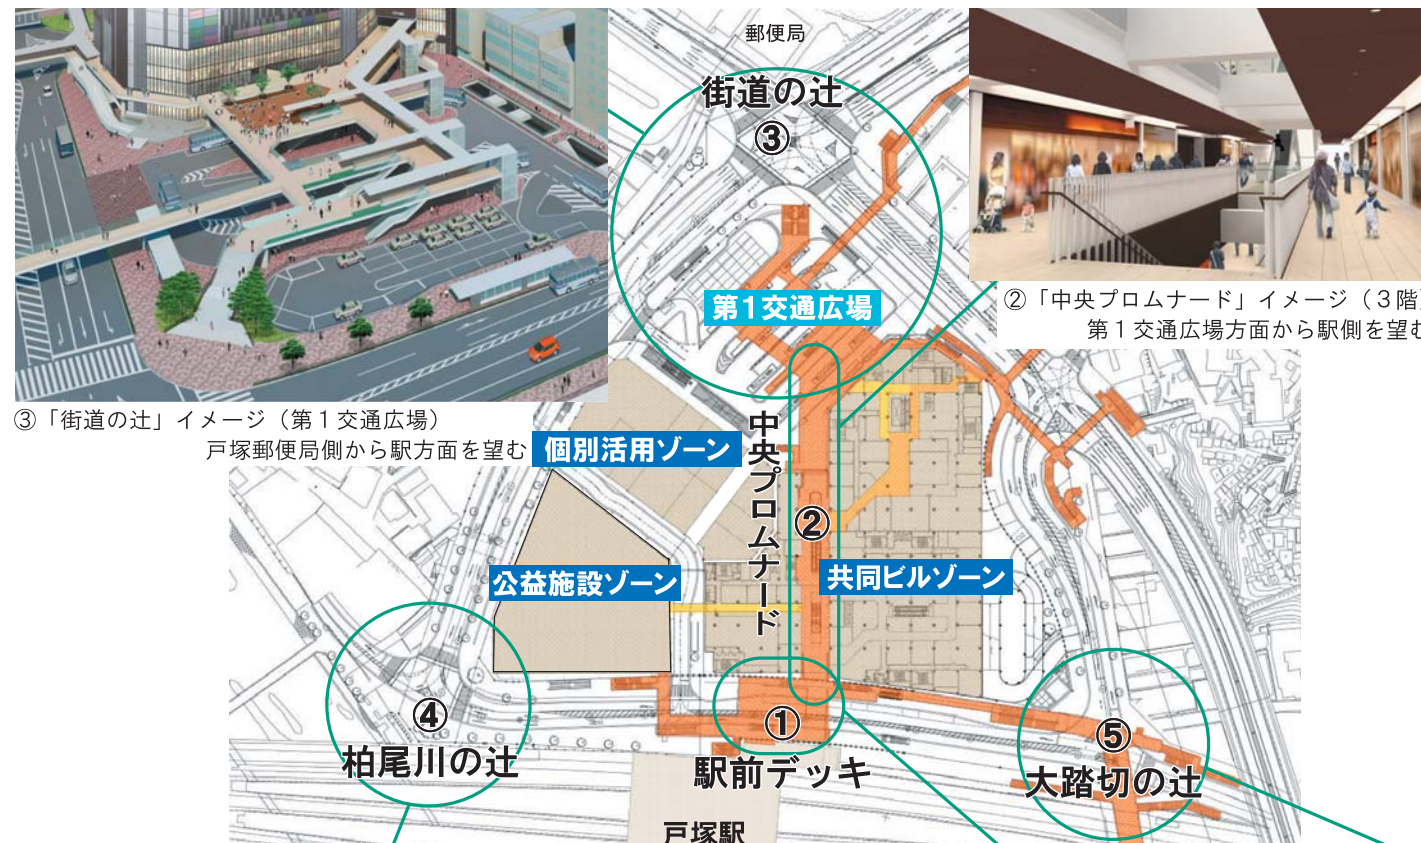 郵便局
街道の辻
③
第1交通広場
②「中央プロムナード」イメージ(3階
第1交通広場方面から駅側を望む
③「街道の辻」イメージ(第1交通広場)
戸塚郵便局側から駅方面を望む
個別活用ゾーン
中央プロムナード
②
公益施設ゾーン
共同ビルゾーン
④
柏尾川の辻
①
駅前デッキ
⑤
大踏切の辻
戸塚駅